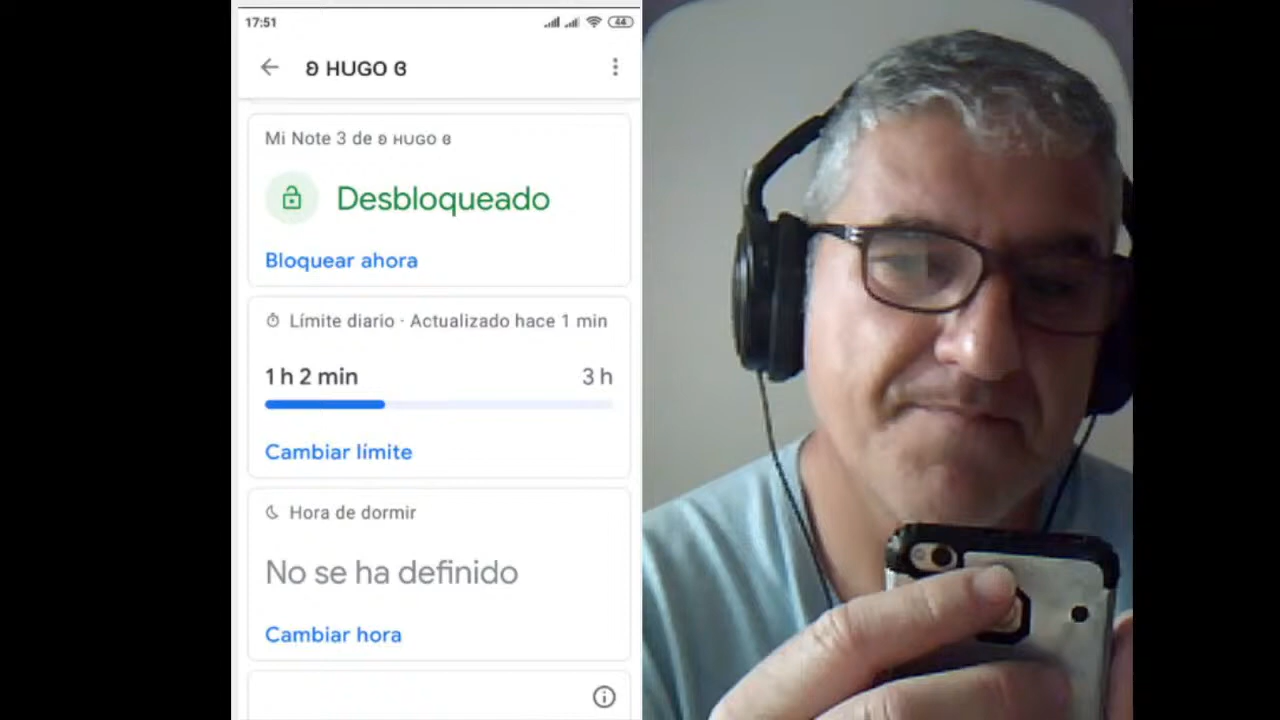 17:51
44
ʚ HUGO ɞ
Mi Note 3 de ʚ HUGO ɞ
Desbloqueado
Bloquear ahora
Límite diario · Actualizado hace 1 min
1 h 2 min
3 h
Cambiar límite
Hora de dormir
No se ha definido
Cambiar hora